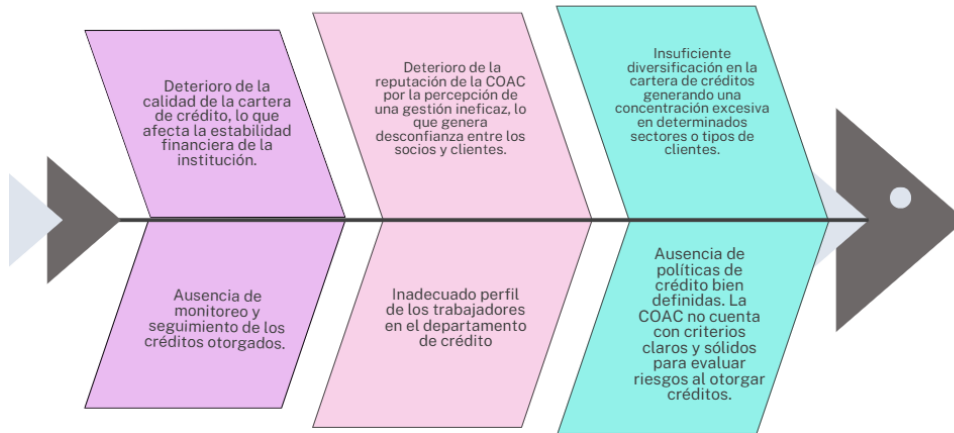 Deterioro de la
calidad de la cartera
de crédito, lo que
afecta la estabilidad
financiera de
la institución.
Deterioro de la
reputación de la COAC
por la percepción de
una gestión ineficaz, lo
que genera
desconfianza entre los
socios y clientes.
Insuficiente
diversificación en la
cartera de créditos
generando una
concentración excesiva
en determinados
sectores o tipos de
clientes.
Ausencia de
monitoreo y
seguimiento de los
créditos otorgados.
Inadecuado perfil
de los trabajadores
en el departamento
de crédito
Ausencia de
políticas de
crédito bien
definidas. La
COAC no cuenta
con criterios
claros y sólidos
para evaluar
riesgos al otorgar
créditos.